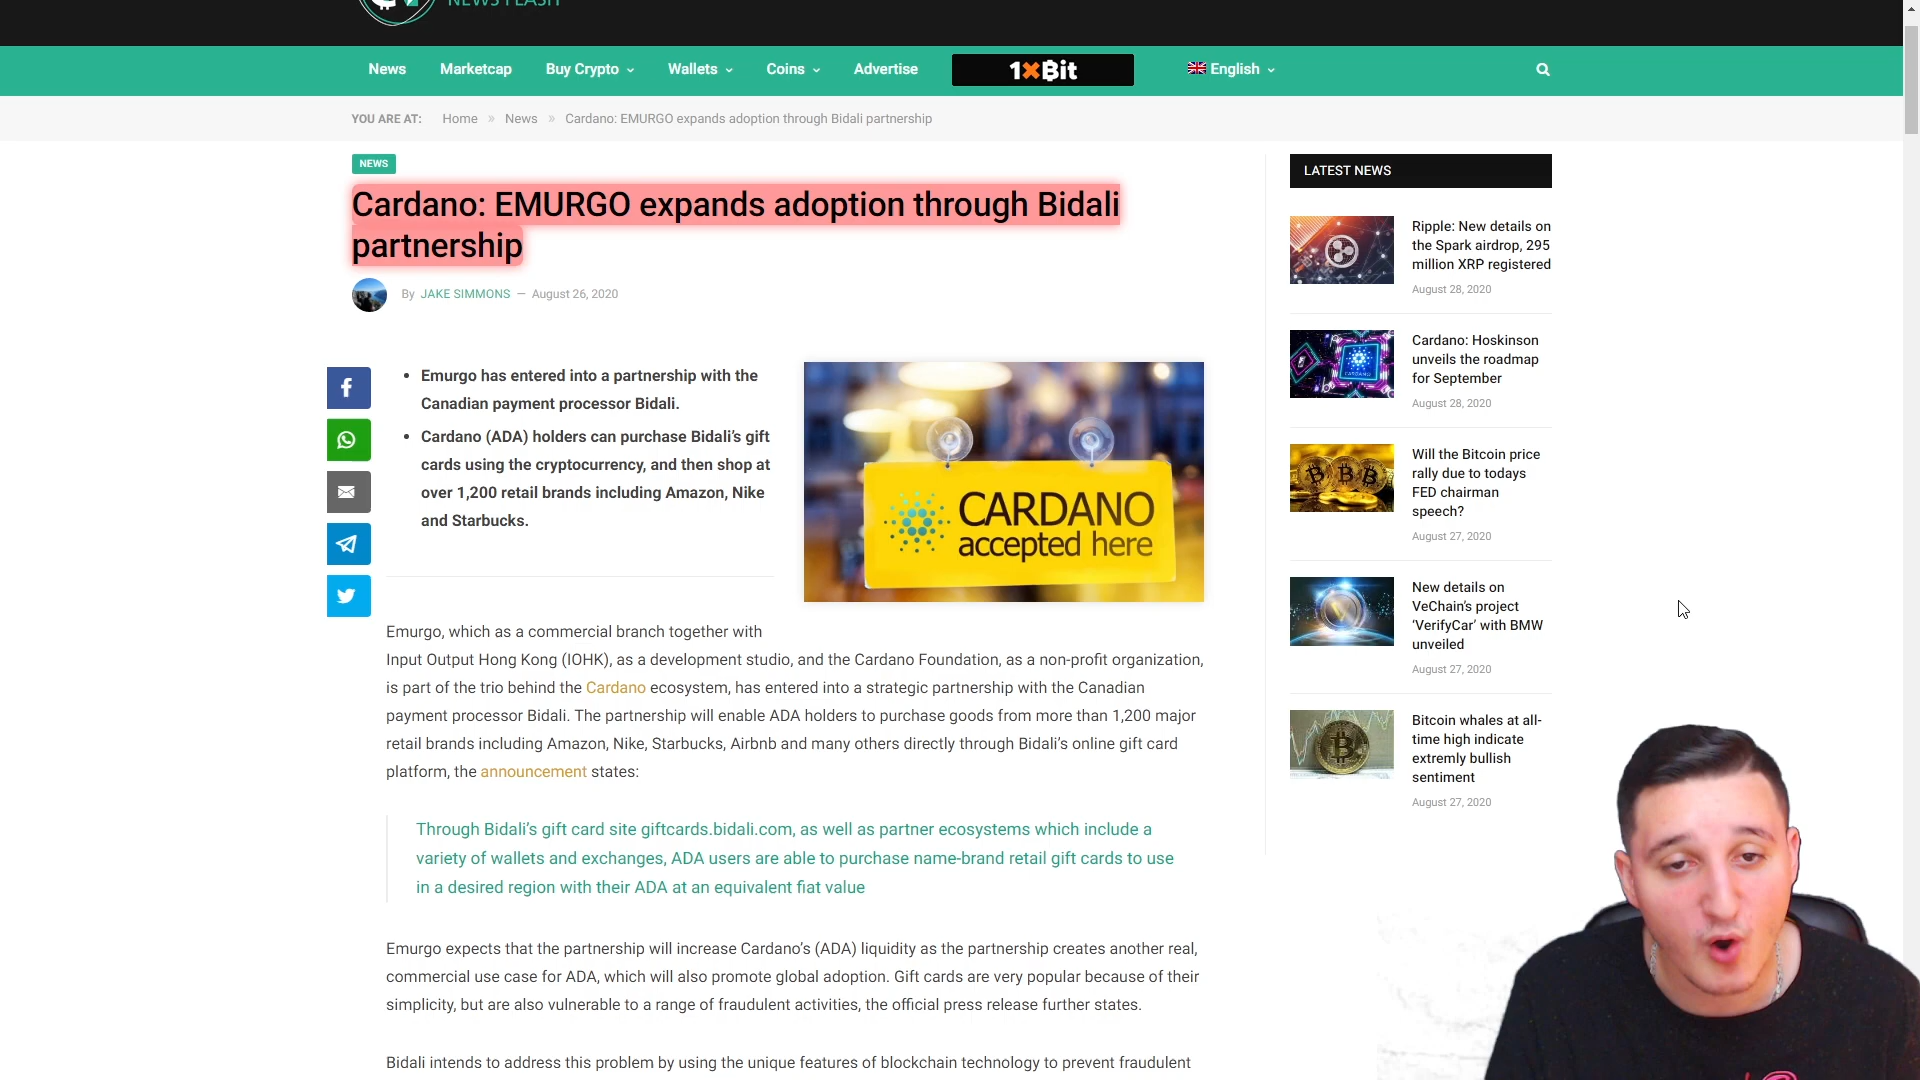 NEWS FLASH
News Marketcap Buy Crypto Wallets Coins Advertise 1xBit English
YOU ARE AT: Home » News » Cardano: EMURGO expands adoption through Bidali partnership
NEWS
Cardano: EMURGO expands adoption through Bidali
partnership
By JAKE SIMMONS — August 26, 2020
• Emurgo has entered into a partnership with the
Canadian payment processor Bidali.
• Cardano (ADA) holders can purchase Bidali’s gift
cards using the cryptocurrency, and then shop at
over 1,200 retail brands including Amazon, Nike
and Starbucks.
CARDANO
accepted here
Emurgo, which as a commercial branch together with
Input Output Hong Kong (IOHK), as a development studio, and the Cardano Foundation, as a non-profit organization,
is part of the trio behind the Cardano ecosystem, has entered into a strategic partnership with the Canadian
payment processor Bidali. The partnership will enable ADA holders to purchase goods from more than 1,200 major
retail brands including Amazon, Nike, Starbucks, Airbnb and many others directly through Bidali’s online gift card
platform, the announcement states:
Through Bidali’s gift card site giftcards.bidali.com, as well as partner ecosystems which include a
variety of wallets and exchanges, ADA users are able to purchase name-brand retail gift cards to use
in a desired region with their ADA at an equivalent fiat value
Emurgo expects that the partnership will increase Cardano’s (ADA) liquidity as the partnership creates another real,
commercial use case for ADA, which will also promote global adoption. Gift cards are very popular because of their
simplicity, but are also vulnerable to a range of fraudulent activities, the official press release further states.
Bidali intends to address this problem by using the unique features of blockchain technology to prevent fraudulent
LATEST NEWS
Ripple: New details on
the Spark airdrop, 295
million XRP registered
August 28, 2020
CARDANO
Cardano: Hoskinson
unveils the roadmap
for September
August 28, 2020
Will the Bitcoin price
rally due to todays
FED chairman
speech?
August 27, 2020
New details on
VeChain’s project
‘VerifyCar’ with BMW
unveiled
August 27, 2020
Bitcoin whales at all-
time high indicate
extremly bullish
sentiment
August 27, 2020